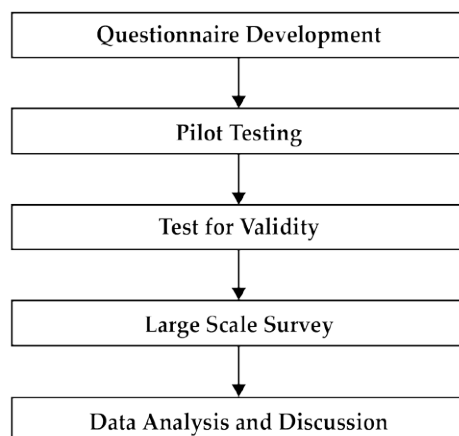 Questionnaire Development
Pilot Testing
Test for Validity
Large Scale Survey
Data Analysis and Discussion